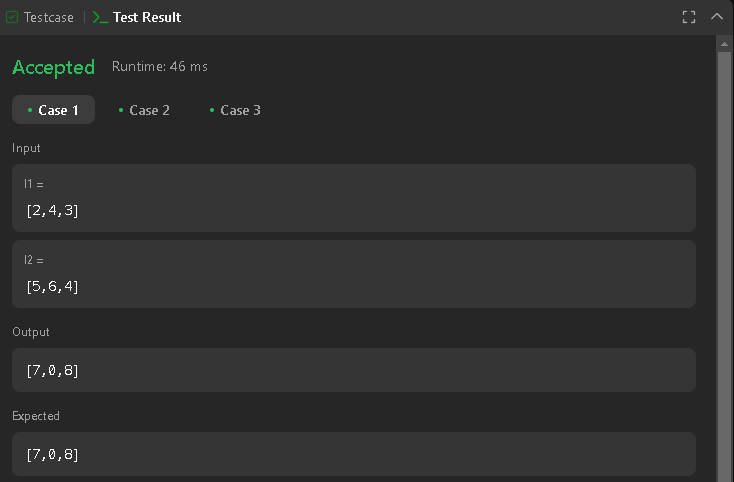 Testcase | Test Result
Accepted Runtime: 46 ms
Case 1 Case 2 Case 3
Input
l1 =
[2,4,3]
l2 =
[5,6,4]
Output
[7,0,8]
Expected
[7,0,8]